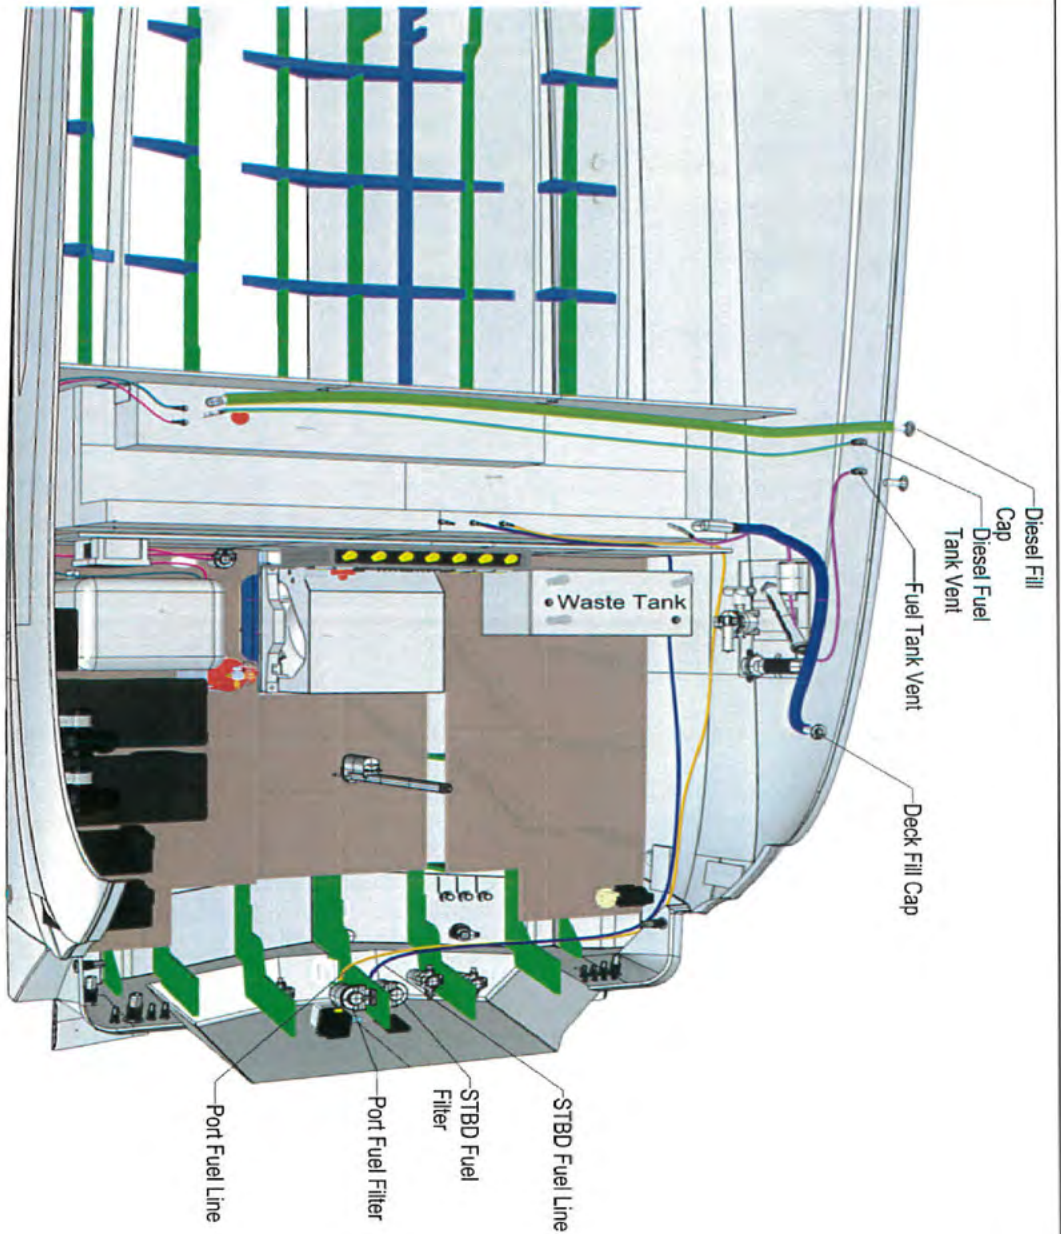 Diesel Fill
Cap
Diesel Fuel
Tank Vent
Fuel Tank Vent
Deck Fill Cap
Waste Tank
STBD Fuel Line
STBD Fuel
Filter
Port Fuel Filter
Port Fuel Line